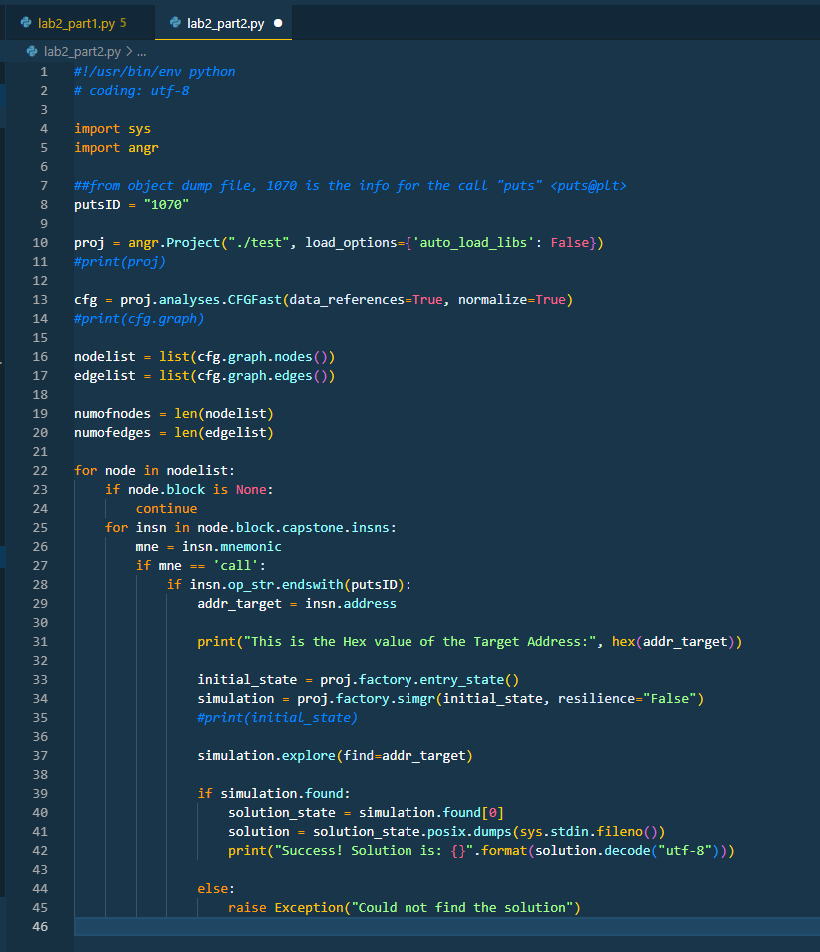 lab2_part1.py 5 lab2_part2.py
lab2_part2.py > ...
1 #!/usr/bin/env python
2 # coding: utf-8
3
4 import sys
5 import angr
6
7 ##from object dump file, 1070 is the info for the call "puts" <puts@plt>
8 putsID = "1070"
9
10 proj = angr.Project("./test", load_options={'auto_load_libs': False})
11 #print(proj)
12
13 cfg = proj.analyses.CFGFast(data_references=True, normalize=True)
14 #print(cfg.graph)
15
16 nodelist = list(cfg.graph.nodes())
17 edgelist = list(cfg.graph.edges())
18
19 numofnodes = len(nodelist)
20 numofedges = len(edgelist)
21
22 for node in nodelist:
23     if node.block is None:
24         continue
25     for insn in node.block.capstone.insns:
26         mne = insn.mnemonic
27         if mne == 'call':
28             if insn.op_str.endswith(putsID):
29                 addr_target = insn.address
30
31                 print("This is the Hex value of the Target Address:", hex(addr_target))
32
33                 initial_state = proj.factory.entry_state()
34                 simulation = proj.factory.simgr(initial_state, resilience="False")
35                 #print(initial_state)
36
37                 simulation.explore(find=addr_target)
38
39                 if simulation.found:
40                     solution_state = simulation.found[0]
41                     solution = solution_state.posix.dumps(sys.stdin.fileno())
42                     print("Success! Solution is: {}".format(solution.decode("utf-8")))
43
44                 else:
45                     raise Exception("Could not find the solution")
46